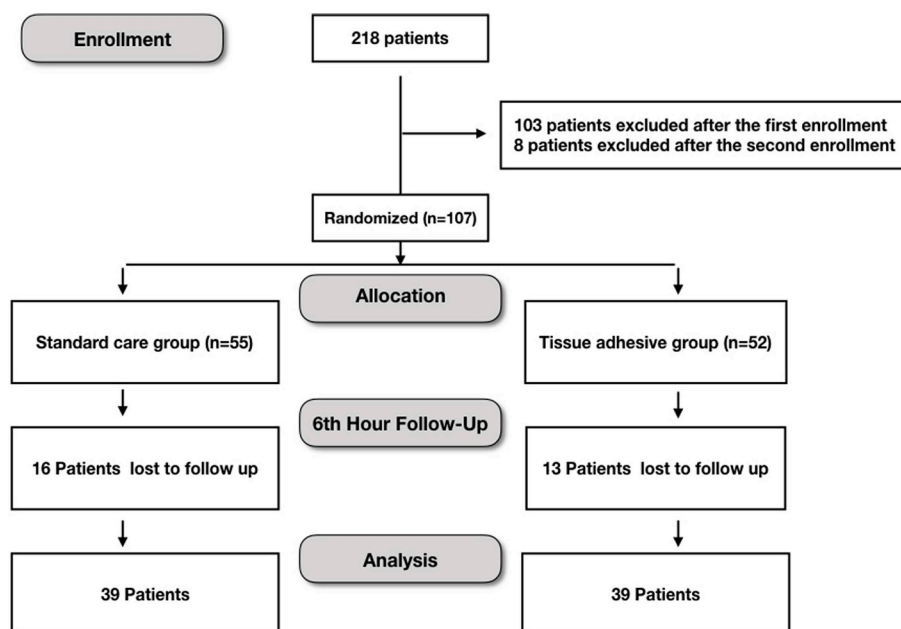 Enrollment
218 patients
103 patients excluded after the first enrollment
8 patients excluded after the second enrollment
Randomized (n=107)
Allocation
Standard care group (n=55)
Tissue adhesive group (n=52)
6th Hour Follow-Up
16 Patients lost to follow up
13 Patients lost to follow up
Analysis
39 Patients
39 Patients